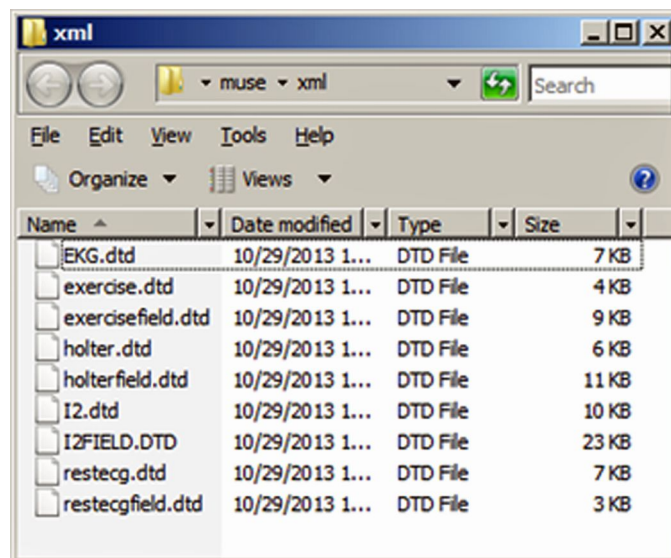 xml
muse xml Search
File Edit View Tools Help
Organize Views
Name Date modified Type Size
EKG.dtd 10/29/2013 1... DTD File 7 KB
exercise.dtd 10/29/2013 1... DTD File 4 KB
exercisefield.dtd 10/29/2013 1... DTD File 9 KB
holter.dtd 10/29/2013 1... DTD File 6 KB
holterfield.dtd 10/29/2013 1... DTD File 11 KB
I2.dtd 10/29/2013 1... DTD File 10 KB
I2FIELD.DTD 10/29/2013 1... DTD File 23 KB
restecg.dtd 10/29/2013 1... DTD File 7 KB
restecgfield.dtd 10/29/2013 1... DTD File 3 KB